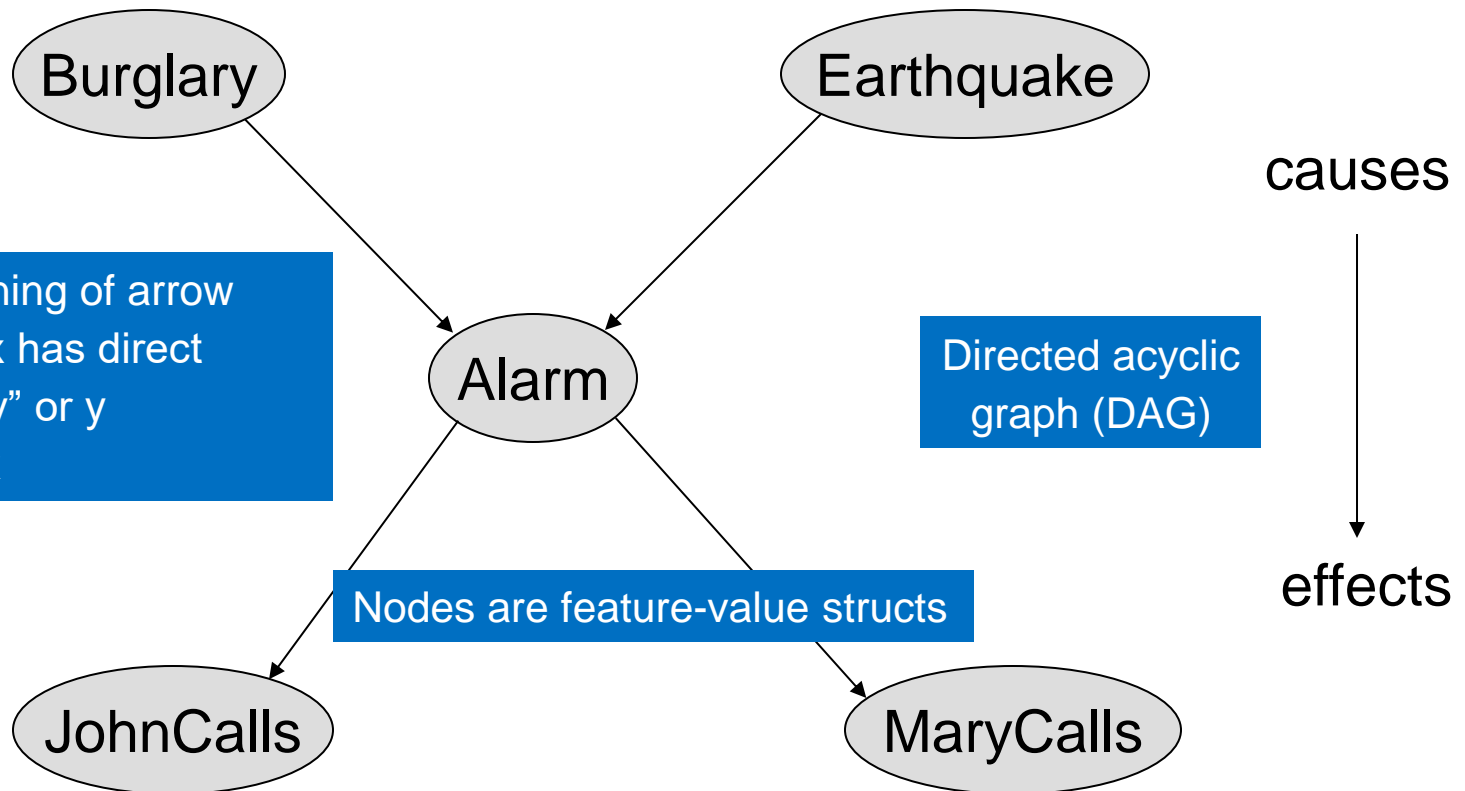 Burglary
Earthquake
causes
of arrow
x has direct
y” or y
Directed acyclic
graph (DAG)
Alarm
Nodes are feature-value structs
effects
JohnCalls
MaryCalls